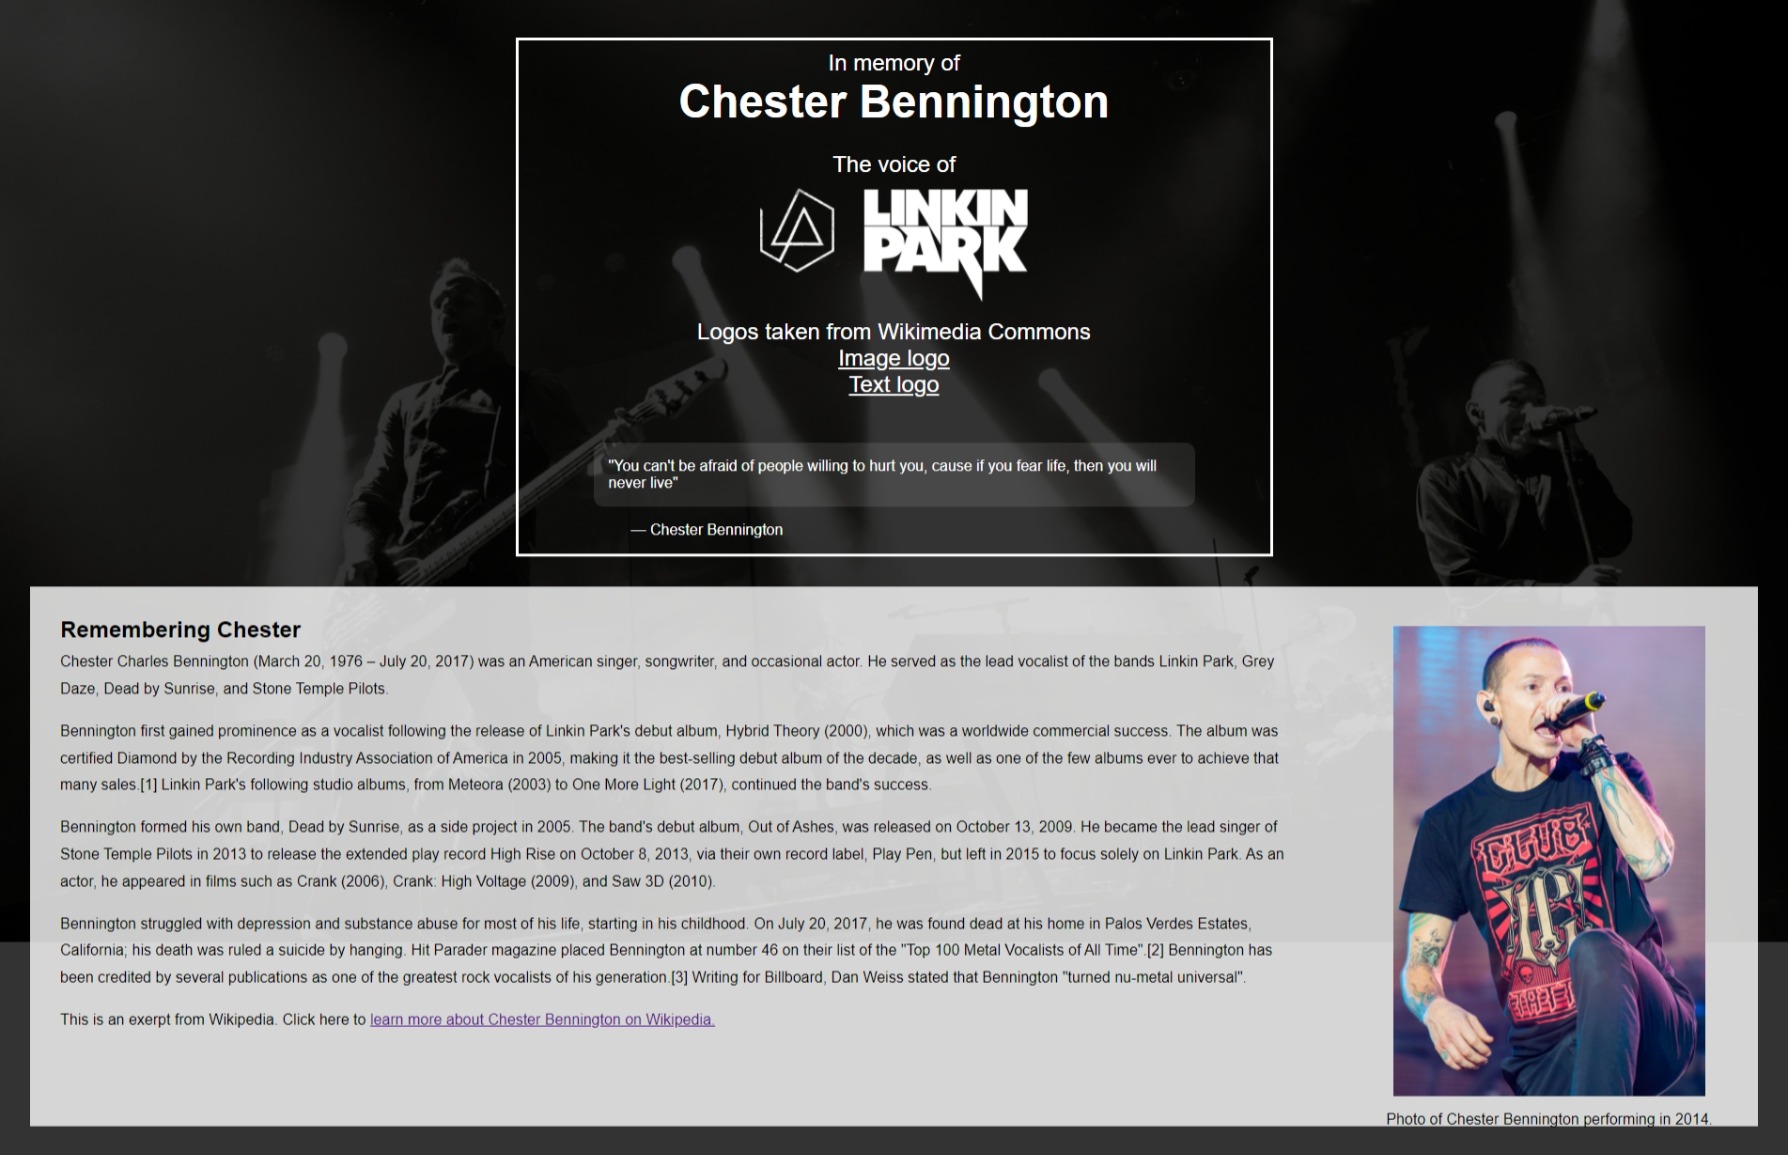 In memory of
Chester Bennington
The voice of
LINKIN
PARK
Logos taken from Wikimedia Commons
Image logo
Text logo
"You can't be afraid of people willing to hurt you, cause if you fear life, then you will
never live"
— Chester Bennington
Remembering Chester
Chester Charles Bennington (March 20, 1976 – July 20, 2017) was an American singer, songwriter, and occasional actor. He served as the lead vocalist of the bands Linkin Park, Grey
Daze, Dead by Sunrise, and Stone Temple Pilots.
Bennington first gained prominence as a vocalist following the release of Linkin Park's debut album, Hybrid Theory (2000), which was a worldwide commercial success. The album was
certified Diamond by the Recording Industry Association of America in 2005, making it the best-selling debut album of the decade, as well as one of the few albums ever to achieve that
many sales.[1] Linkin Park's following studio albums, from Meteora (2003) to One More Light (2017), continued the band's success.
Bennington formed his own band, Dead by Sunrise, as a side project in 2005. The band's debut album, Out of Ashes, was released on October 13, 2009. He became the lead singer of
Stone Temple Pilots in 2013 to release the extended play record High Rise on October 8, 2013, via their own record label, Play Pen, but left in 2015 to focus solely on Linkin Park. As an
actor, he appeared in films such as Crank (2006), Crank: High Voltage (2009), and Saw 3D (2010).
Bennington struggled with depression and substance abuse for most of his life, starting in his childhood. On July 20, 2017, he was found dead at his home in Palos Verdes Estates,
California; his death was ruled a suicide by hanging. Hit Parader magazine placed Bennington at number 46 on their list of the "Top 100 Metal Vocalists of All Time".[2] Bennington has
been credited by several publications as one of the greatest rock vocalists of his generation.[3] Writing for Billboard, Dan Weiss stated that Bennington "turned nu-metal universal".
This is an exerpt from Wikipedia. Click here to learn more about Chester Bennington on Wikipedia.
CLUB
Photo of Chester Bennington performing in 2014.